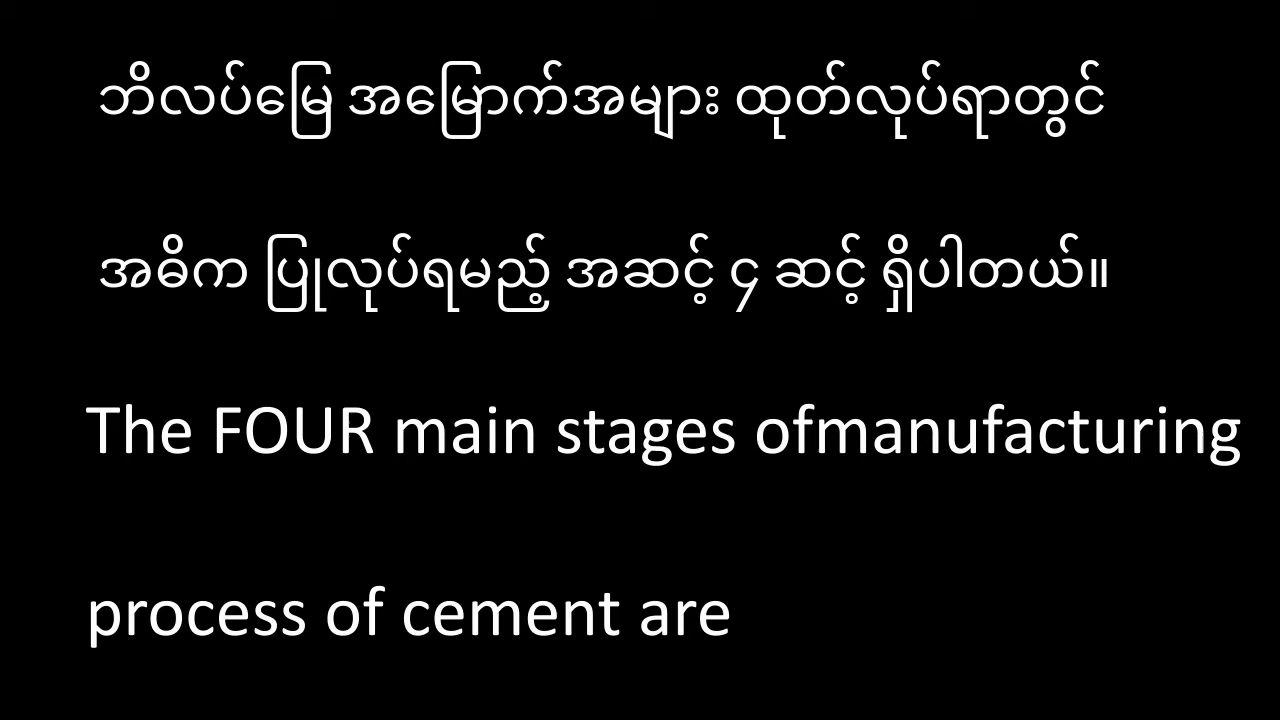 ဘိလပ်မြေ အမြောက်အများ ထုတ်လုပ်ရာတွင်
အဓိက ပြုလုပ်ရမည့် အဆင့် ၄ ဆင့် ရှိပါတယ်။
The FOUR main stages ofmanufacturing
process of cement are